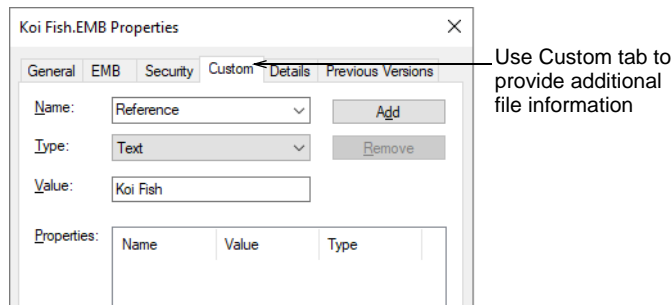 Koi Fish.EMB Properties
General EMB Security Custom Details Previous Versions
Use Custom tab to
provide additional
file information
Name: Reference Add
Type: Text Remove
Value: Koi Fish
Properties: Name Value Type